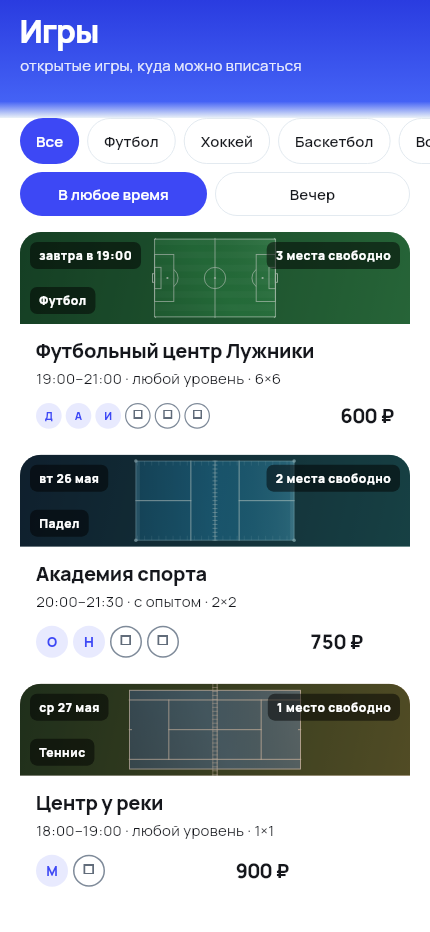 Игры
открытые игры, куда можно вписаться
Все Футбол Хоккей Баскетбол Во
В любое время Вечер
завтра в 19:00 3 места свободно
Футбол
Футбольный центр Лужники
19:00–21:00 · любой уровень · 6×6
Д А И 600 ₽
вт 26 мая 2 места свободно
Падел
Академия спорта
20:00–21:30 · с опытом · 2×2
О Н 750 ₽
ср 27 мая 1 место свободно
Теннис
Центр у реки
18:00–19:00 · любой уровень · 1×1
М 900 ₽